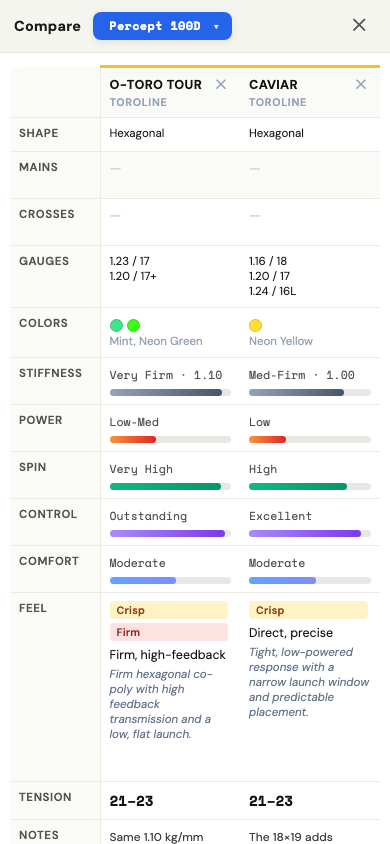 Compare Percept 100D ▾ ×
O-TORO TOUR × CAVIAR ×
TOROLINE TOROLINE
SHAPE Hexagonal Hexagonal
MAINS — —
CROSSES — —
GAUGES 1.23 / 17 1.16 / 18
1.20 / 17+ 1.20 / 17
1.24 / 16L
COLORS
Mint, Neon Green Neon Yellow
STIFFNESS Very Firm · 1.10 Med-Firm · 1.00
POWER Low-Med Low
SPIN Very High High
CONTROL Outstanding Excellent
COMFORT Moderate Moderate
FEEL Crisp Crisp
Firm Direct, precise
Firm, high-feedback Tight, low-powered
Firm hexagonal co- response with a
poly with high narrow launch window
feedback and predictable
transmission and a placement.
low, flat launch.
TENSION 21–23 21–23
NOTES Same 1.10 kg/mm The 18×19 adds